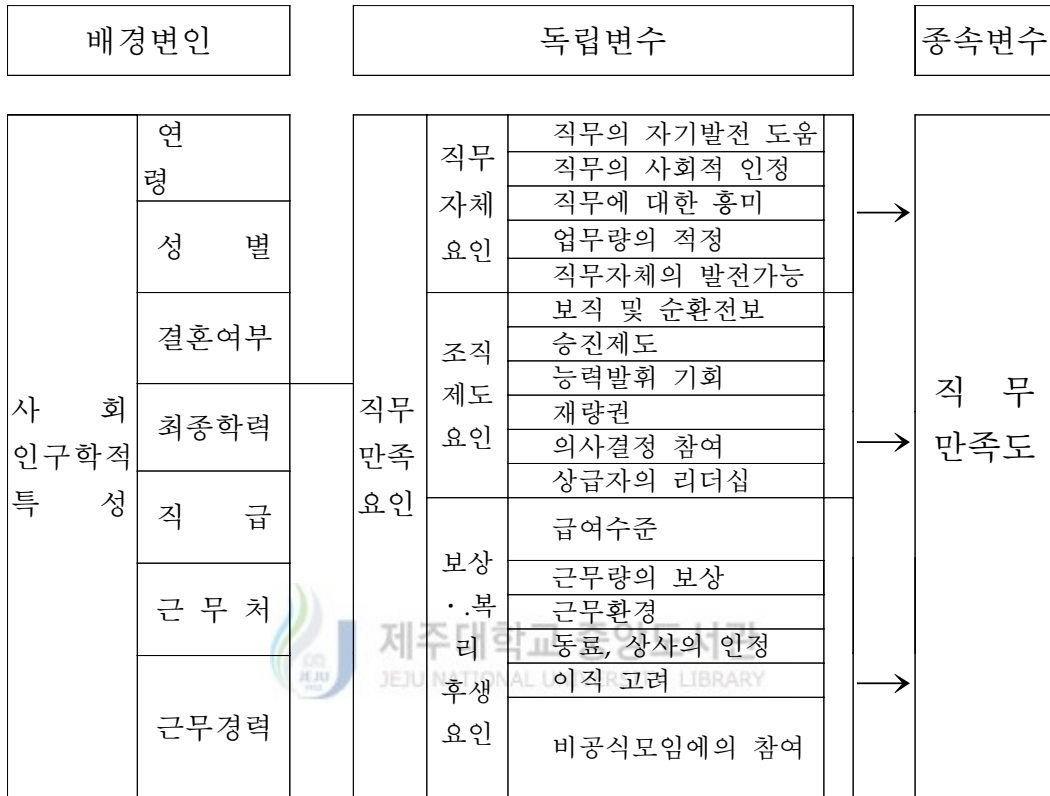 배경변인
독립변수
종속변수
사 회
인구학적
특 성
연
령
성 별
결혼여부
최종학력
직 급
근 무 처
근무경력
직무
만족
요인
직무
자체
요인
직무의 자기발전 도움
직무의 사회적 인정
직무에 대한 흥미
업무량의 적정
직무자체의 발전가능
조직
제도
요인
보직 및 순환전보
승진제도
능력발휘 기회
재량권
의사결정 참여
상급자의 리더십
보상
·.복
리
후생
요인
급여수준
근무량의 보상
근무환경
동료, 상사의 인정
이직 고려
비공식모임에의 참여
→
→
→
직 무
만족도
제주대학교 중앙도서관
JEJU NATIONAL UNIVERSITY LIBRARY
JEJU
1952